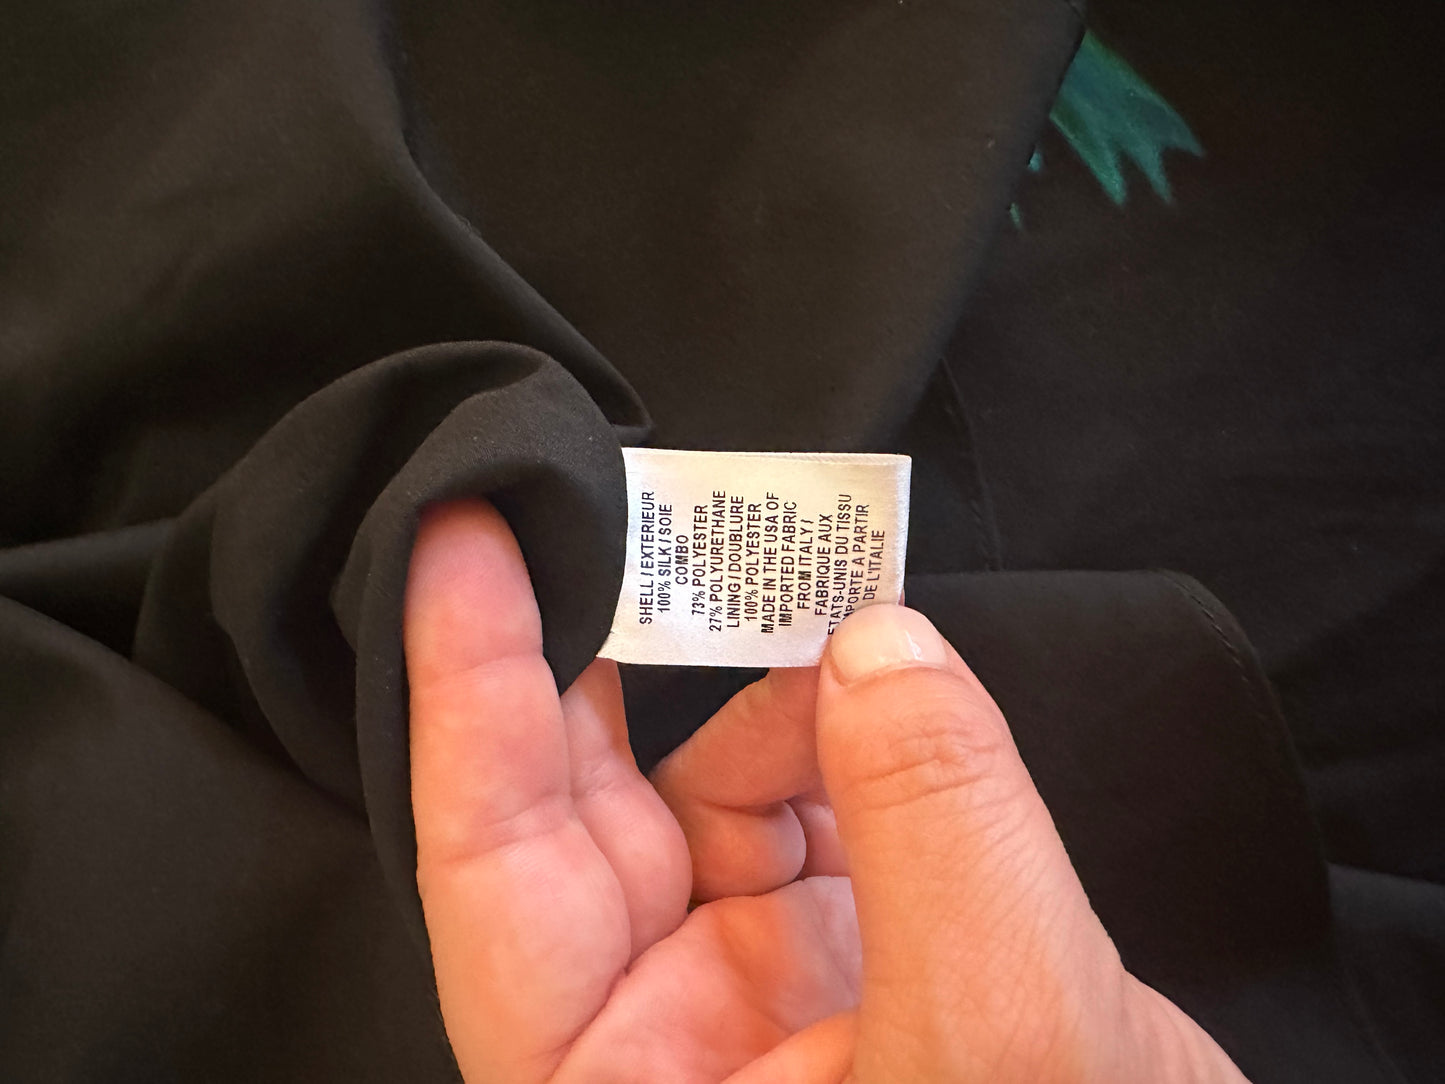 SHELL / EXTERIEUR
100% SILK / SOIE
COMBO
73% POLYESTER
27% POLYURETHANE
LINING / DOUBLURE
100% POLYESTER
MADE IN THE USA OF
IMPORTED FABRIC
FROM ITALY /
FABRIQUE AUX
ETATS-UNIS DU TISSU
MPORTE A PARTIR
DE L'ITALIE